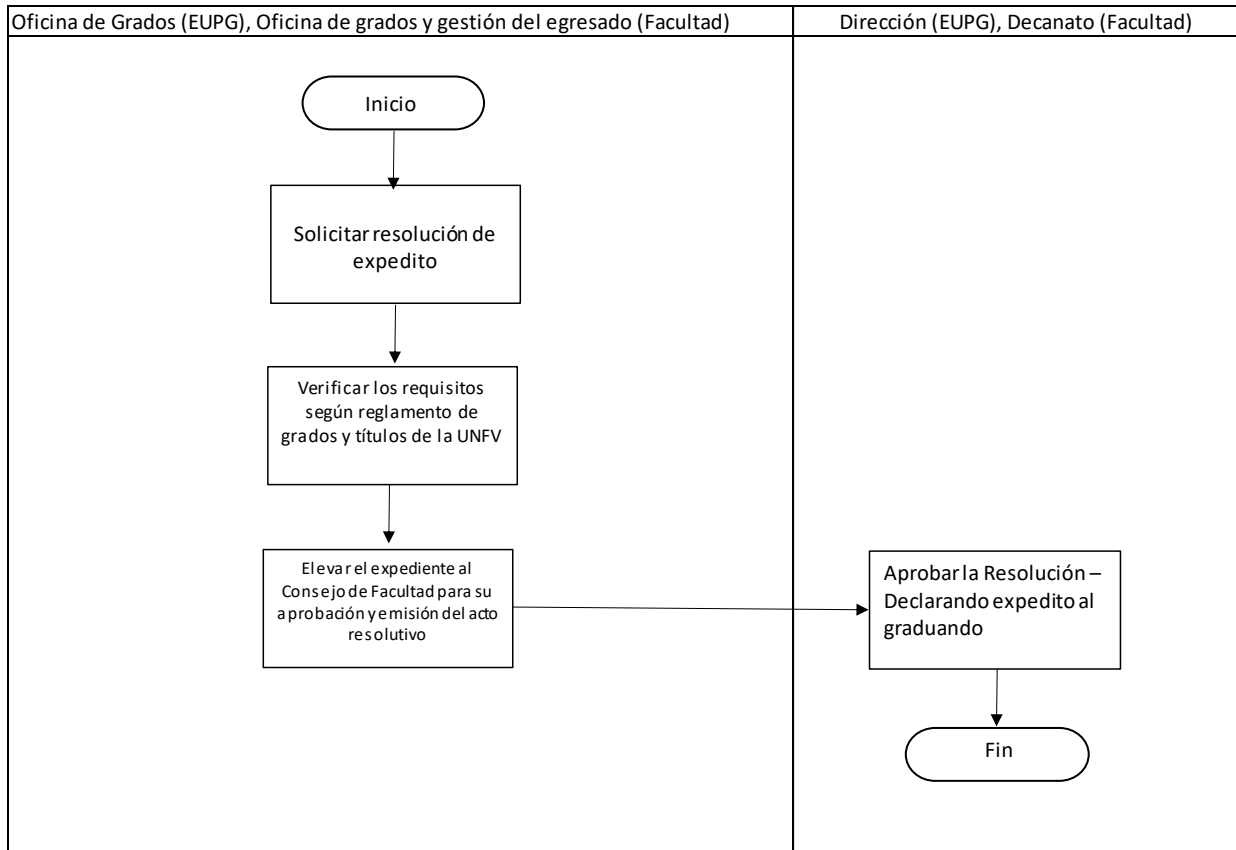 Oficina de Grados (EUPG), Oficina de grados y gestión del egresado (Facultad)
Dirección (EUPG), Decanato (Facultad)
Inicio
Solicitar resolución de
expedito
Verificar los requisitos
según reglamento de
grados y títulos de la UNFV
Elevar el expediente al
Consejo de Facultad para su
aprobación y emisión del acto
resolutivo
Aprobar la Resolución –
Declarando expedito al
graduando
Fin